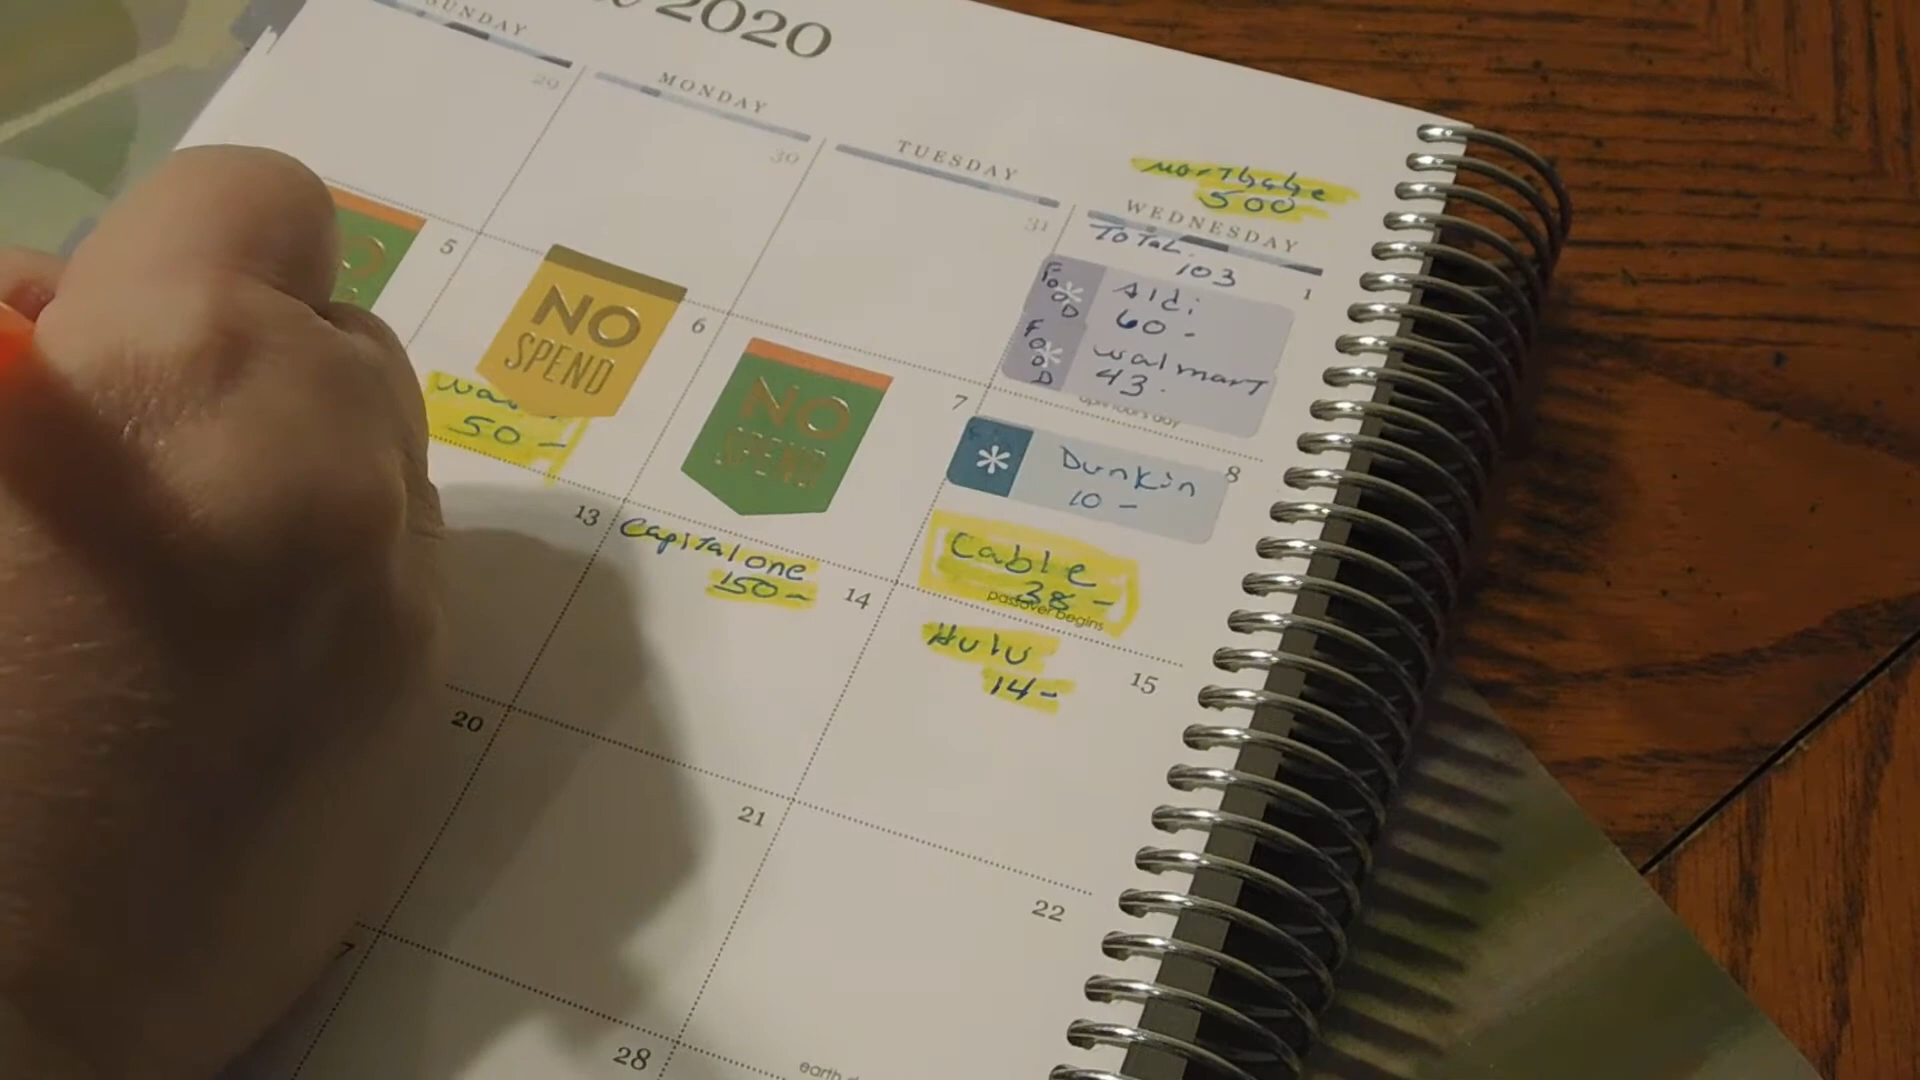 2020
SUNDAY
MONDAY
TUESDAY
WEDNESDAY
morTgage
500
29
30
31
1
ToTaL
103
FOOD
Aldi
60 -
FOOD
walmarT
43.
5
6
7
8
NO
SPEND
NO
SPEND
50 -
* Dunkin
10 -
Cable
38 -
passover begins
13
14
15
CapiTal one
150 -
Hulu
14 -
20
21
22
7
28
earth